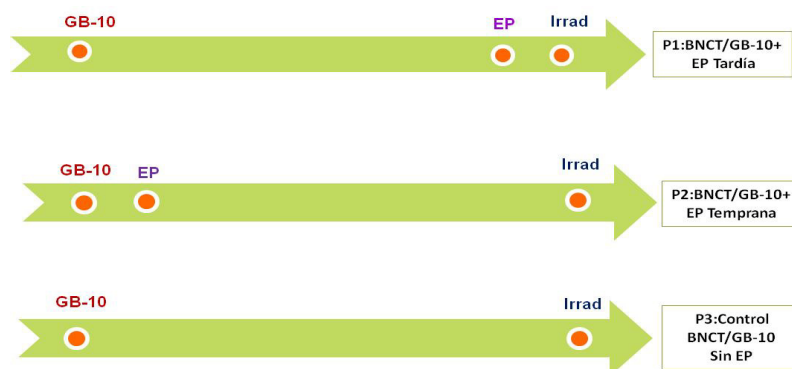 GB-10
EP
Irrad
P1:BNCT/GB-10+
EP Tardía
GB-10
EP
Irrad
P2:BNCT/GB-10+
EP Temprana
GB-10
Irrad
P3:Control
BNCT/GB-10
Sin EP